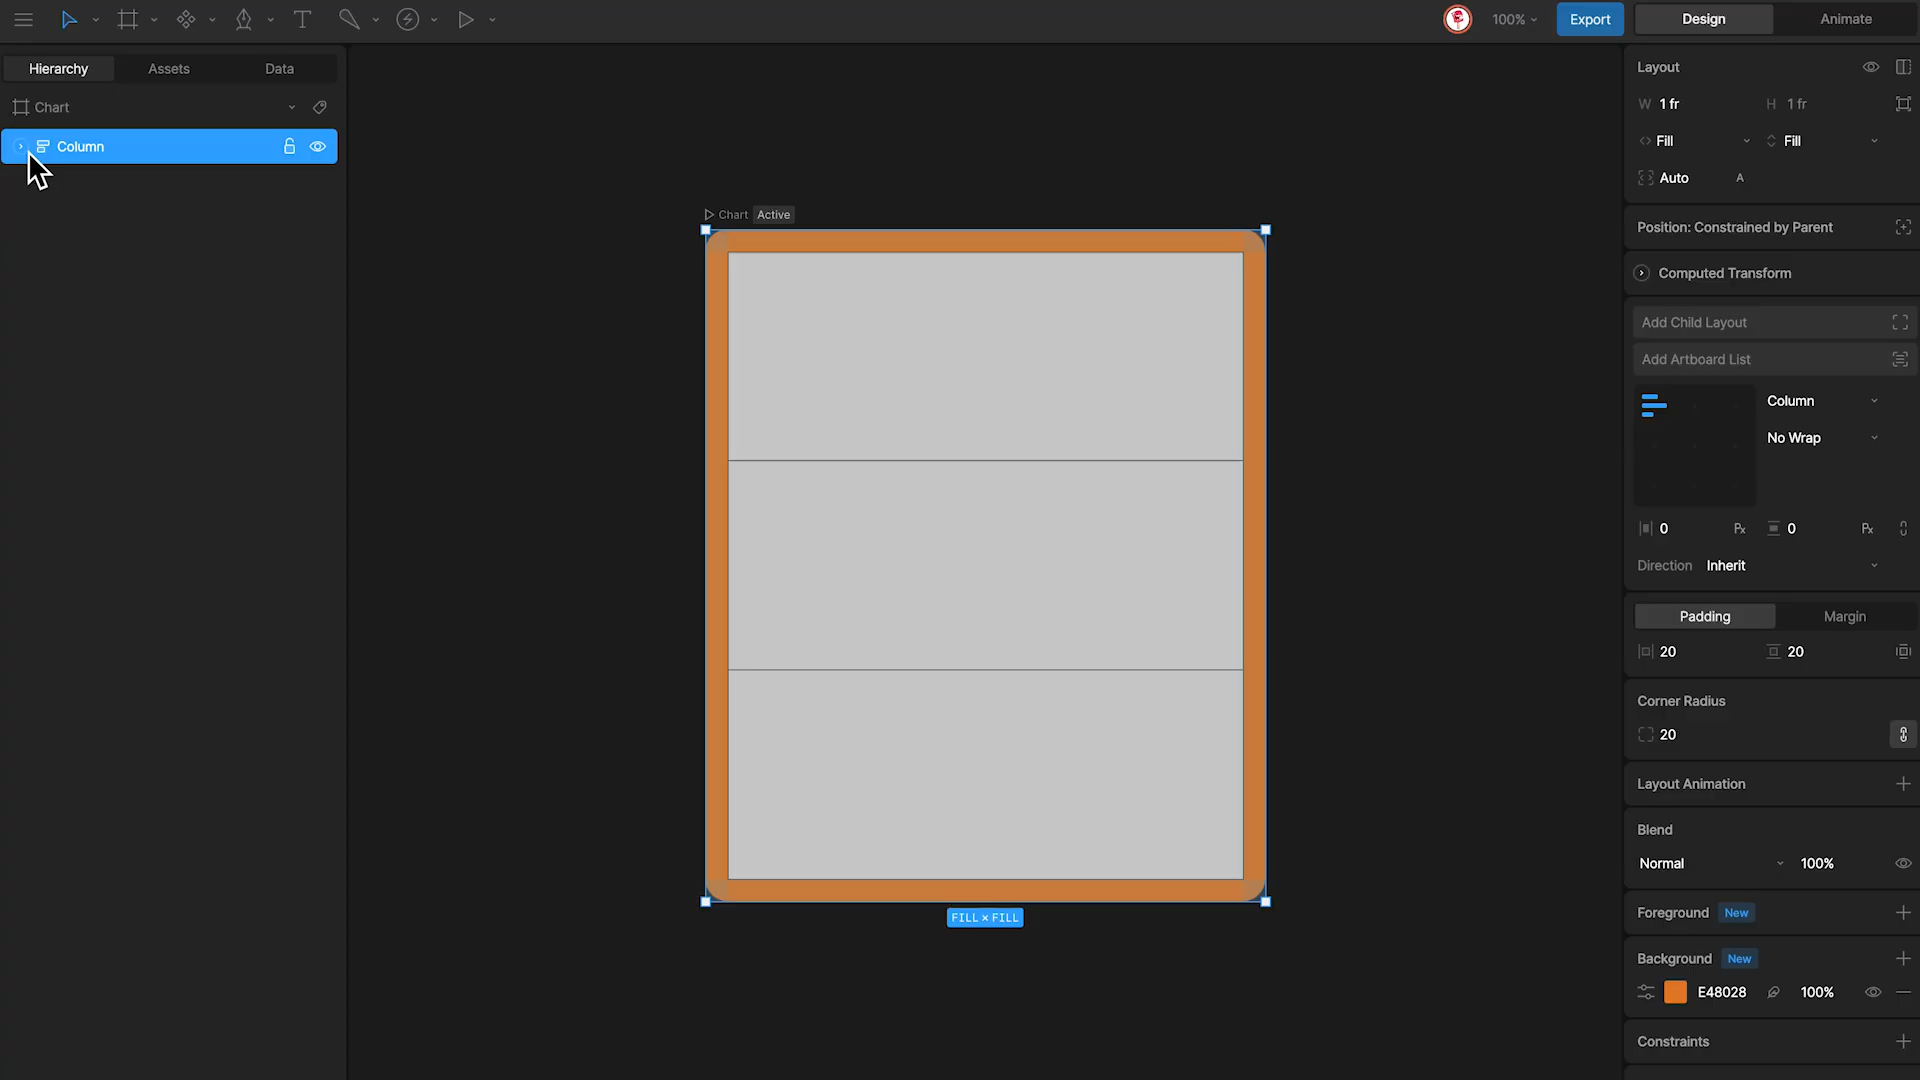 100%
Export
Design
Animate
Hierarchy
Assets
Data
Chart
Column
Chart Active
FILL × FILL
Layout
W 1 fr
H 1 fr
Fill
Fill
Auto
A
Position: Constrained by Parent
Computed Transform
Add Child Layout
Add Artboard List
Column
No Wrap
0 Px
0 Px
Direction Inherit
Padding
Margin
20
20
Corner Radius
20
Layout Animation
Blend
Normal
100%
Foreground New
Background New
E48028
100%
Constraints